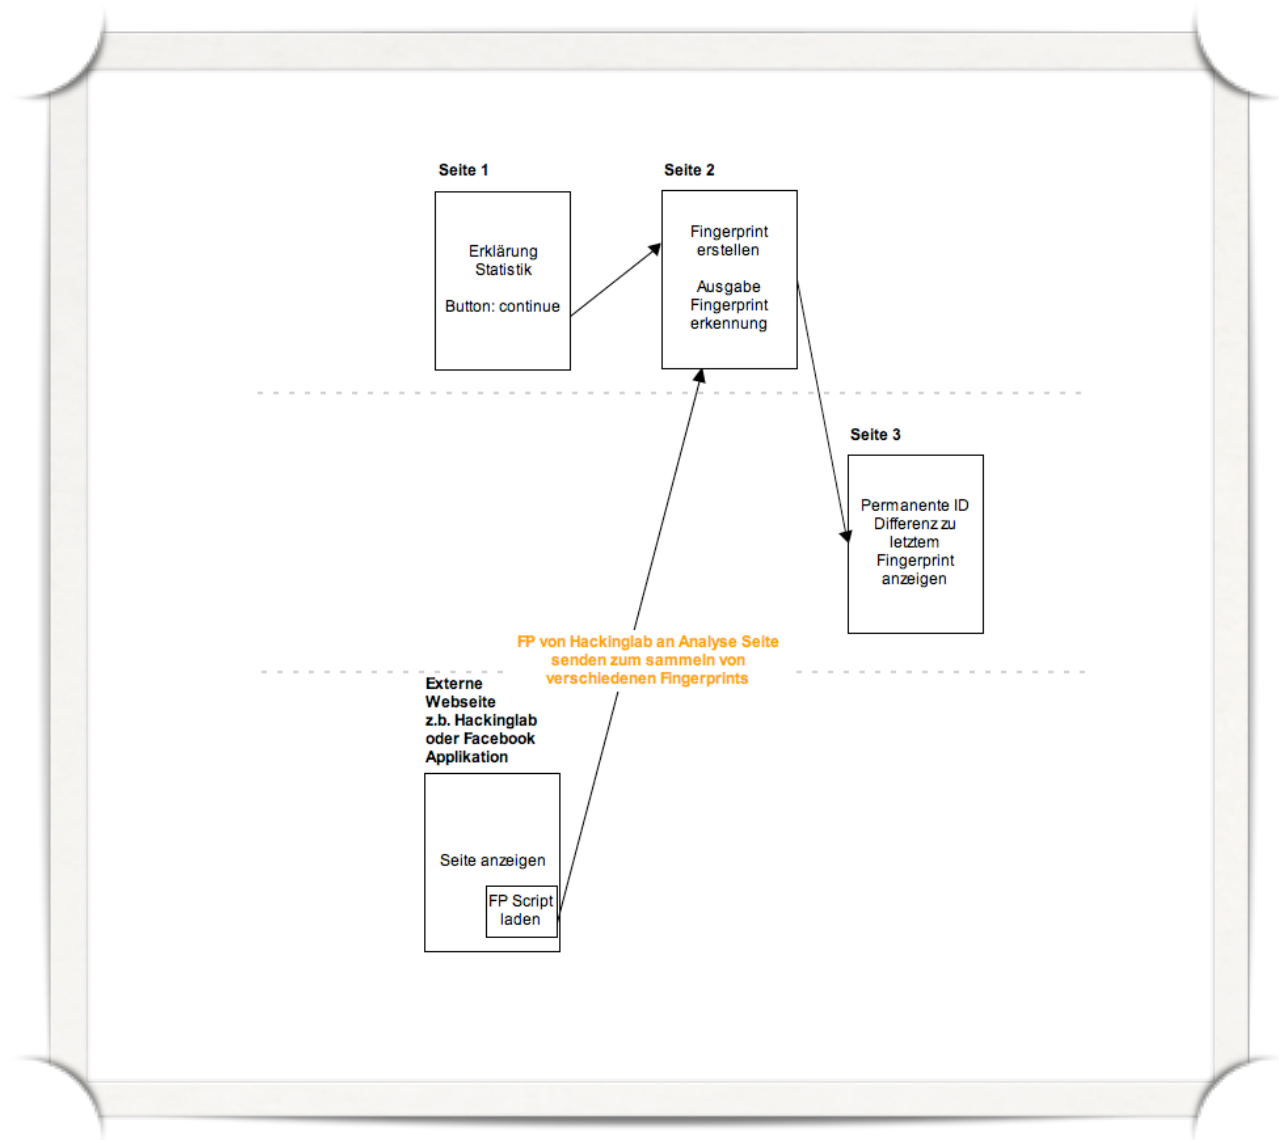 Seite 1
Erklärung
Statistik
Button: continue
Seite 2
Fingerprint
erstellen
Ausgabe
Fingerprint
erkennung
Seite 3
Permanente ID
Differenz zu
letztem
Fingerprint
anzeigen
FP von Hackinglab an Analyse Seite
senden zum sammeln von
verschiedenen Fingerprints
Externe
Webseite
z.b. Hackinglab
oder Facebook
Applikation
Seite anzeigen
FP Script
laden